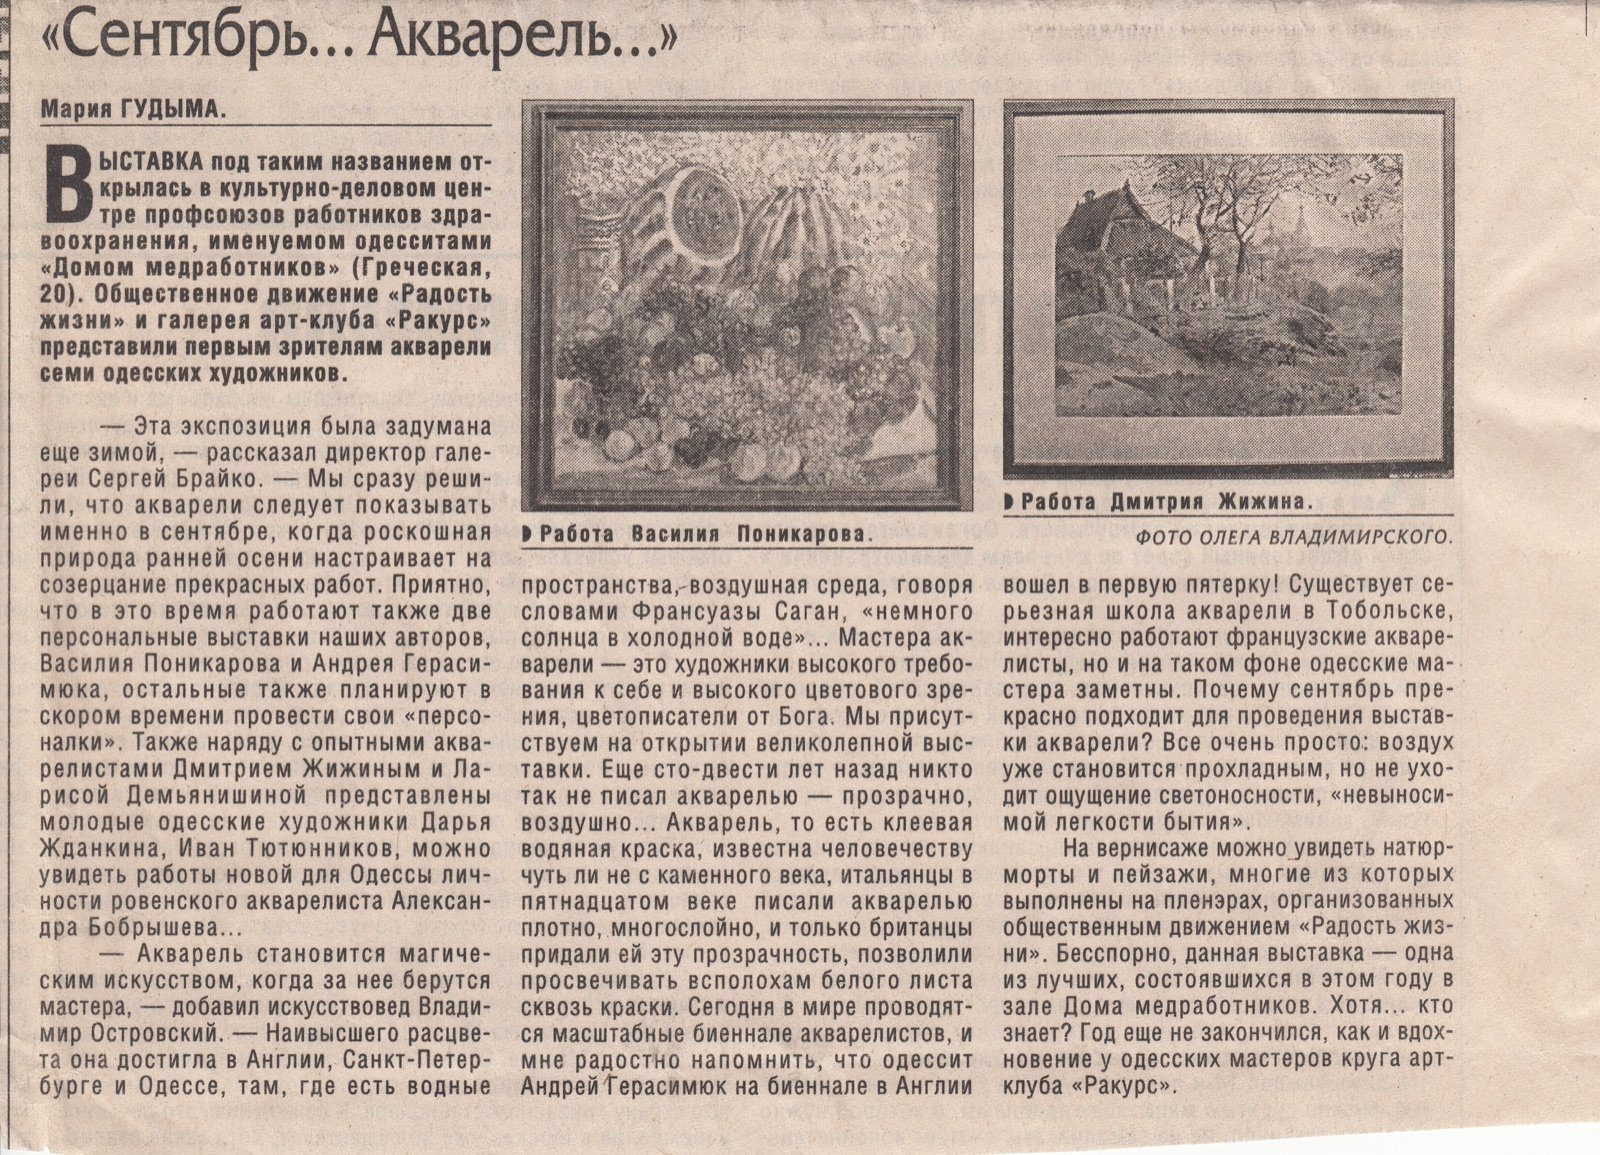 «Сентябрь... Акварель...»
Мария ГУДЫМА.
ВЫСТАВКА под таким названием от-
крылась в культурно-деловом цен-
тре профсоюзов работников здра-
воохранения, именуемом одесситами
«Домом медработников» (Греческая,
20). Общественное движение «Радость
жизни» и галерея арт-клуба «Ракурс»
представили первым зрителям акварели
семи одесских художников.
— Эта экспозиция была задумана
еще зимой, — рассказал директор гале-
реи Сергей Брайко. — Мы сразу реши-
ли, что акварели следует показывать
именно в сентябре, когда роскошная
природа ранней осени настраивает на
созерцание прекрасных работ. Приятно,
что в это время работают также две
персональные выставки наших авторов,
Василия Поникарова и Андрея Гераси-
мюка, остальные также планируют в
скором времени провести свои «персо-
налки». Также наряду с опытными аква-
релистами Дмитрием Жижиным и Ла-
рисой Демьянишиной представлены
молодые одесские художники Дарья
Жданкина, Иван Тютюнников, можно
увидеть работы новой для Одессы лич-
ности ровенского акварелиста Алексан-
дра Бобрышева...
— Акварель становится магиче-
ским искусством, когда за нее берутся
мастера, — добавил искусствовед Влади-
мир Островский. — Наивысшего расцве-
та она достигла в Англии, Санкт-Петер-
бурге и Одессе, там, где есть водные
Работа Василия Поникарова.
пространства, воздушная среда, говоря
словами Франсуазы Саган, «немного
солнца в холодной воде»... Мастера ак-
варели — это художники высокого требо-
вания к себе и высокого цветового зре-
ния, цветописатели от Бога. Мы присут-
ствуем на открытии великолепной выс-
тавки. Еще сто-двести лет назад никто
так не писал акварелью — прозрачно,
воздушно... Акварель, то есть клеевая
водяная краска, известна человечеству
чуть ли не с каменного века, итальянцы в
пятнадцатом веке писали акварелью
плотно, многослойно, и только британцы
придали ей эту прозрачность, позволили
просвечивать всполохам белого листа
сквозь краски. Сегодня в мире проводят-
ся масштабные биеннале акварелистов, и
мне радостно напомнить, что одессит
Андрей Герасимюк на биеннале в Англии
Работа Дмитрия Жижина.
ФОТО ОЛЕГА ВЛАДИМИРСКОГО.
вошел в первую пятерку! Существует се-
рьезная школа акварели в Тобольске,
интересно работают французские акваре-
листы, но и на таком фоне одесские ма-
стера заметны. Почему сентябрь пре-
красно подходит для проведения выстав-
ки акварели? Все очень просто: воздух
уже становится прохладным, но не ухо-
дит ощущение светоносности, «невыноси-
мой легкости бытия».
На вернисаже можно увидеть натюр-
морты и пейзажи, многие из которых
выполнены на пленэрах, организованных
общественным движением «Радость жиз-
ни». Бесспорно, данная выставка — одна
из лучших, состоявшихся в этом году в
зале Дома медработников. Хотя... кто
знает? Год еще не закончился, как и вдох-
новение у одесских мастеров круга арт-
клуба «Ракурс».